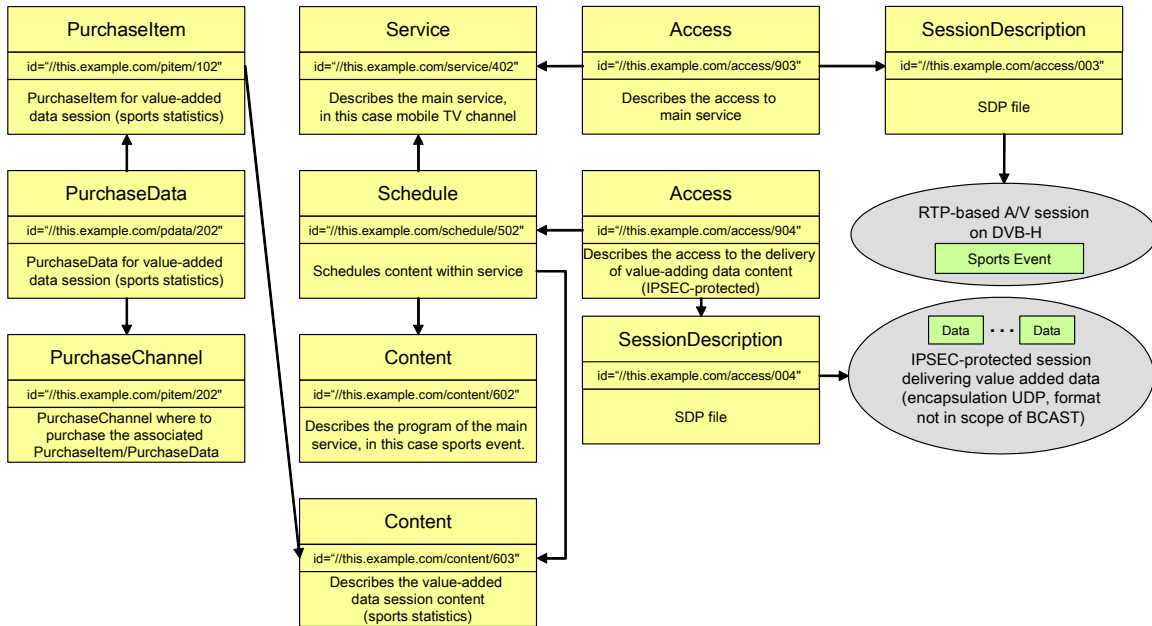 PurchaseItem
id="//this.example.com/pitem/102"
PurchaseItem for value-added
data session (sports statistics)
Service
id="//this.example.com/service/402"
Describes the main service,
in this case mobile TV channel
Access
id="//this.example.com/access/903"
Describes the access to
main service
SessionDescription
id="//this.example.com/access/003"
SDP file
PurchaseData
id="//this.example.com/pdata/202"
PurchaseData for value-added
data session (sports statistics)
Schedule
id="//this.example.com/schedule/502"
Schedules content within service
Access
id="//this.example.com/access/904"
Describes the access to the delivery
of value-adding data content
(IPSEC-protected)
RTP-based A/V session
on DVB-H
Sports Event
PurchaseChannel
id="//this.example.com/pitem/202"
PurchaseChannel where to
purchase the associated
PurchaseItem/PurchaseData
Content
id="//this.example.com/content/602"
Describes the program of the main
service, in this case sports event.
SessionDescription
id="//this.example.com/access/004"
SDP file
Data ... Data
IPSEC-protected session
delivering value added data
(encapsulation UDP, format
not in scope of BCAST)
Content
id="//this.example.com/content/603"
Describes the value-added
data session content
(sports statistics)